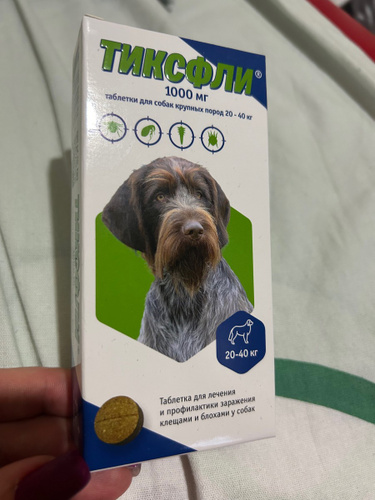 ТИКСФЛИ®
1000 мг
таблетки для собак крупных пород 20 - 40 кг
20-40 кг
Таблетка для лечения
и профилактики заражения
клещами и блохами у собак